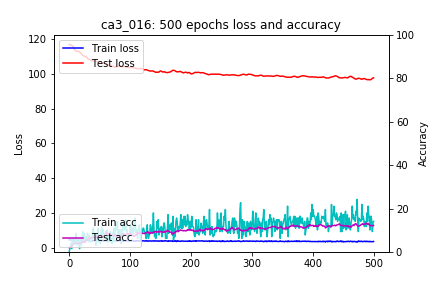 ca3_016: 500 epochs loss and accuracy
120
100
80
60
40
20
0
Loss
Train loss
Test loss
Train acc
Test acc
0
100
200
300
400
500
100
80
60
40
20
0
Accuracy